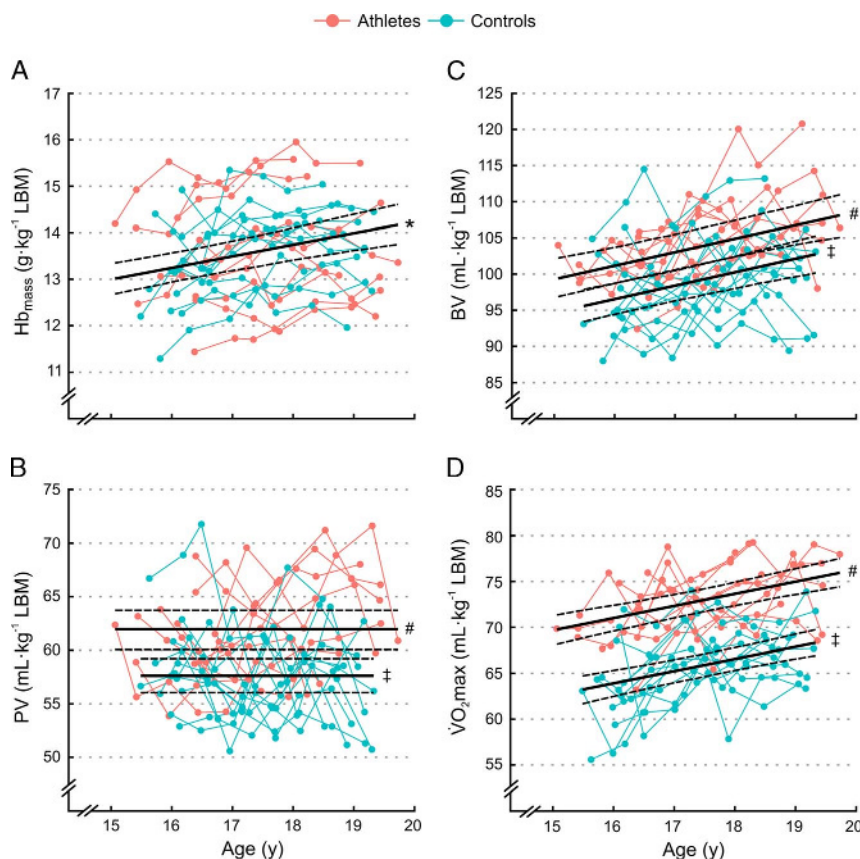 Athletes Controls
A
17
16
15
14
13
12
11
Hbmass (g·kg⁻¹ LBM)
*
C
125
120
115
110
105
100
95
90
85
BV (mL·kg⁻¹ LBM)
#
‡
B
75
70
65
60
55
50
PV (mL·kg⁻¹ LBM)
#
‡
15 16 17 18 19 20
Age (y)
D
85
80
75
70
65
60
55
V̇O₂max (mL·kg⁻¹ LBM)
#
‡
15 16 17 18 19 20
Age (y)